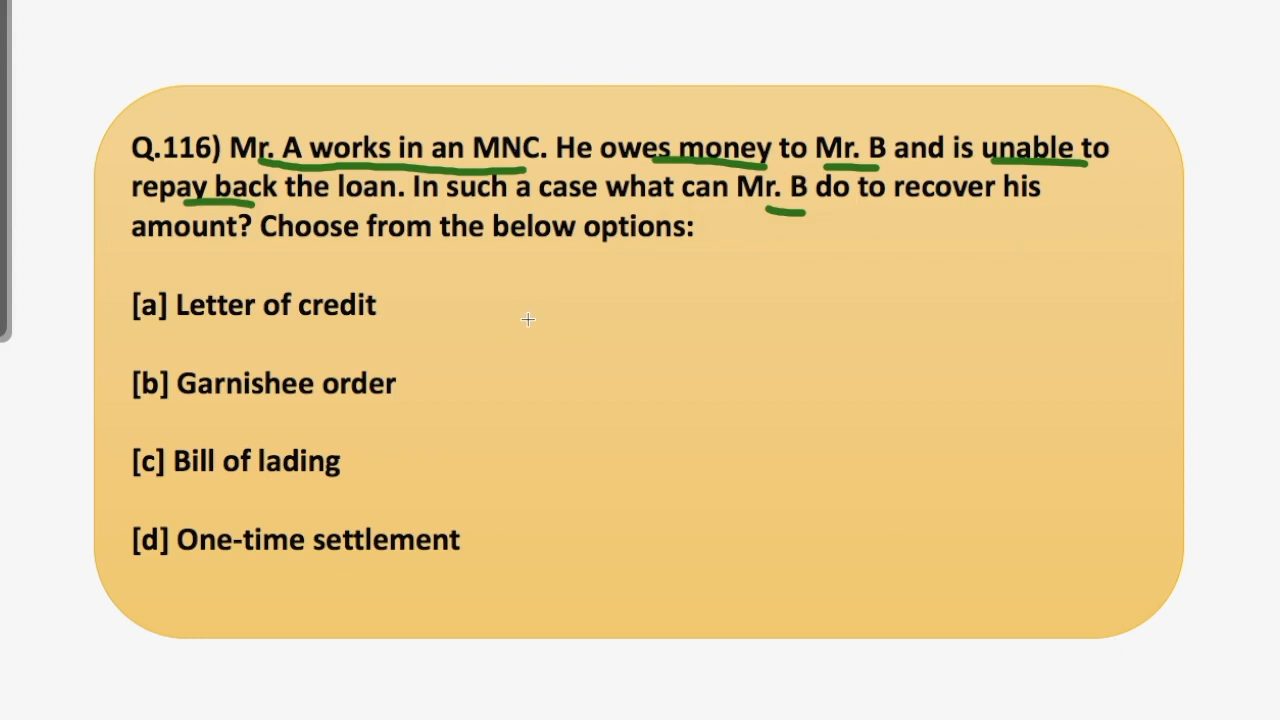 Q.116) Mr. A works in an MNC. He owes money to Mr. B and is unable to
repay back the loan. In such a case what can Mr. B do to recover his
amount? Choose from the below options:
[a] Letter of credit
[b] Garnishee order
[c] Bill of lading
[d] One-time settlement